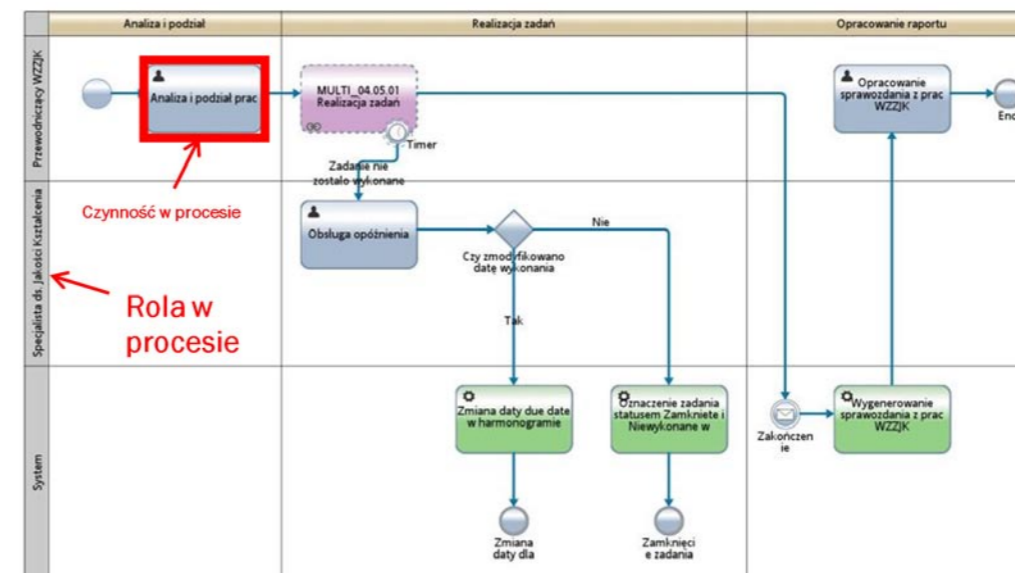 Analiza i podział
Realizacja zadań
Opracowanie raportu
Przewodniczący WZZJK
Analiza i podział prac
MULTI_04.05.01
Realizacja zadań
Timer
Opracowanie
sprawozdania z prac
WZZJK
End
Zadanie nie
zostało wykonane
Czynność w procesie
Specjalista ds. Jakości Kształcenia
Rola w
procesie
Obsługa opóźnienia
Czy zmodyfikowano
datę wykonania
Nie
Tak
System
Zmiana daty due date
w harmonogramie
Oznaczenie zadania
statusem Zamkniete i
Niewykonane w
Zakończen
ie
Wygenerowanie
sprawozdania z prac
WZZJK
Zmiana
daty dla
Zamknięci
e zadania